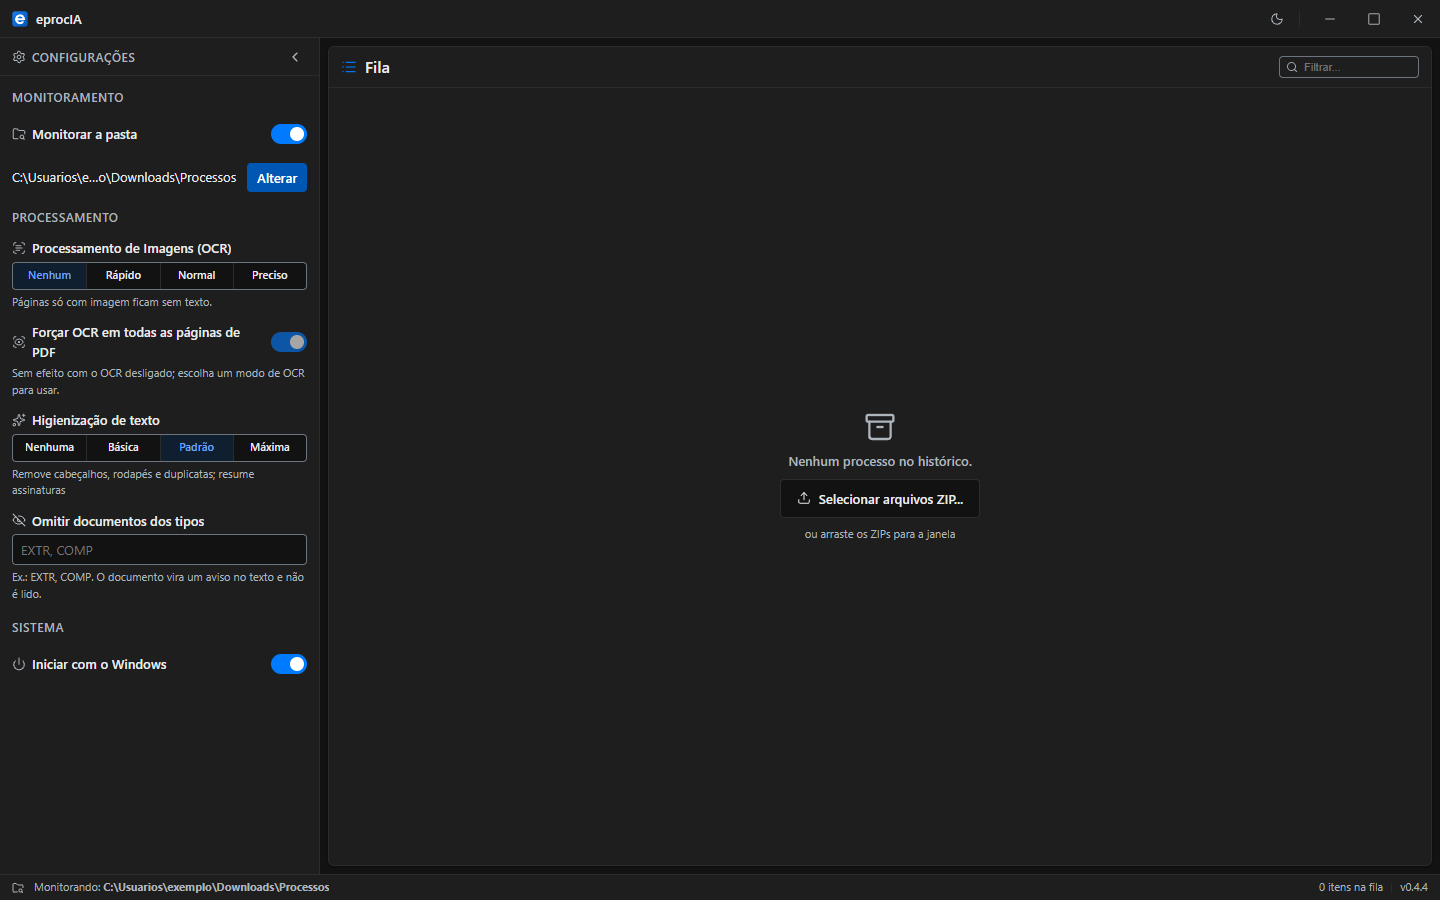 eprocIA
CONFIGURAÇÕES
MONITORAMENTO
Monitorar a pasta
C:\Usuarios\e...o\Downloads\Processos
Alterar
PROCESSAMENTO
Processamento de Imagens (OCR)
Nenhum Rápido Normal Preciso
Páginas só com imagem ficam sem texto.
Forçar OCR em todas as páginas de
PDF
Sem efeito com o OCR desligado; escolha um modo de OCR
para usar.
Higienização de texto
Nenhuma Básica Padrão Máxima
Remove cabeçalhos, rodapés e duplicatas; resume
assinaturas
Omitir documentos dos tipos
EXTR, COMP
Ex.: EXTR, COMP. O documento vira um aviso no texto e não
é lido.
SISTEMA
Iniciar com o Windows
Fila
Filtrar...
Nenhum processo no histórico.
Selecionar arquivos ZIP...
ou arraste os ZIPs para a janela
Monitorando: C:\Usuarios\exemplo\Downloads\Processos
0 itens na fila
v0.4.4